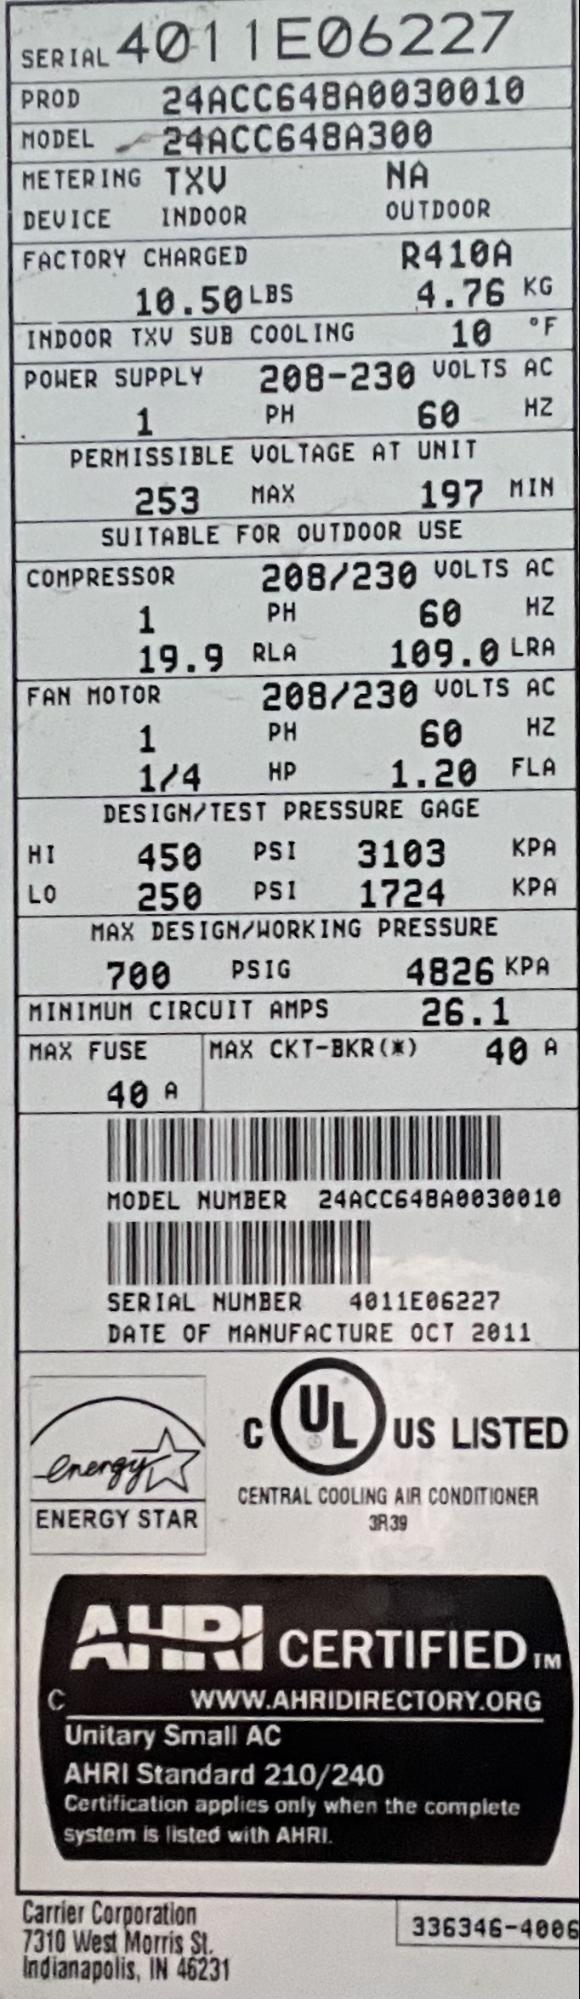 SERIAL 4011E06227
PROD 24ACC648A0030010
MODEL 24ACC648A300
METERING TXV NA
DEVICE INDOOR OUTDOOR
FACTORY CHARGED R410A
10.50 LBS 4.76 KG
INDOOR TXV SUB COOLING 10 °F
POWER SUPPLY 208-230 VOLTS AC
1 PH 60 HZ
PERMISSIBLE VOLTAGE AT UNIT
253 MAX 197 MIN
SUITABLE FOR OUTDOOR USE
COMPRESSOR 208/230 VOLTS AC
1 PH 60 HZ
19.9 RLA 109.0 LRA
FAN MOTOR 208/230 VOLTS AC
1 PH 60 HZ
1/4 HP 1.20 FLA
DESIGN/TEST PRESSURE GAGE
HI 450 PSI 3103 KPA
LO 250 PSI 1724 KPA
MAX DESIGN/WORKING PRESSURE
700 PSIG 4826 KPA
MINIMUM CIRCUIT AMPS 26.1
MAX FUSE MAX CKT-BKR(*) 40 A
40 A
MODEL NUMBER 24ACC648A0030010
SERIAL NUMBER 4011E06227
DATE OF MANUFACTURE OCT 2011
energy
ENERGY STAR
C UL US LISTED
CENTRAL COOLING AIR CONDITIONER
3R39
AHRI CERTIFIED TM
C WWW.AHRIDIRECTORY.ORG
Unitary Small AC
AHRI Standard 210/240
Certification applies only when the complete
system is listed with AHRI.
Carrier Corporation
7310 West Morris St.
Indianapolis, IN 46231
336346-4006